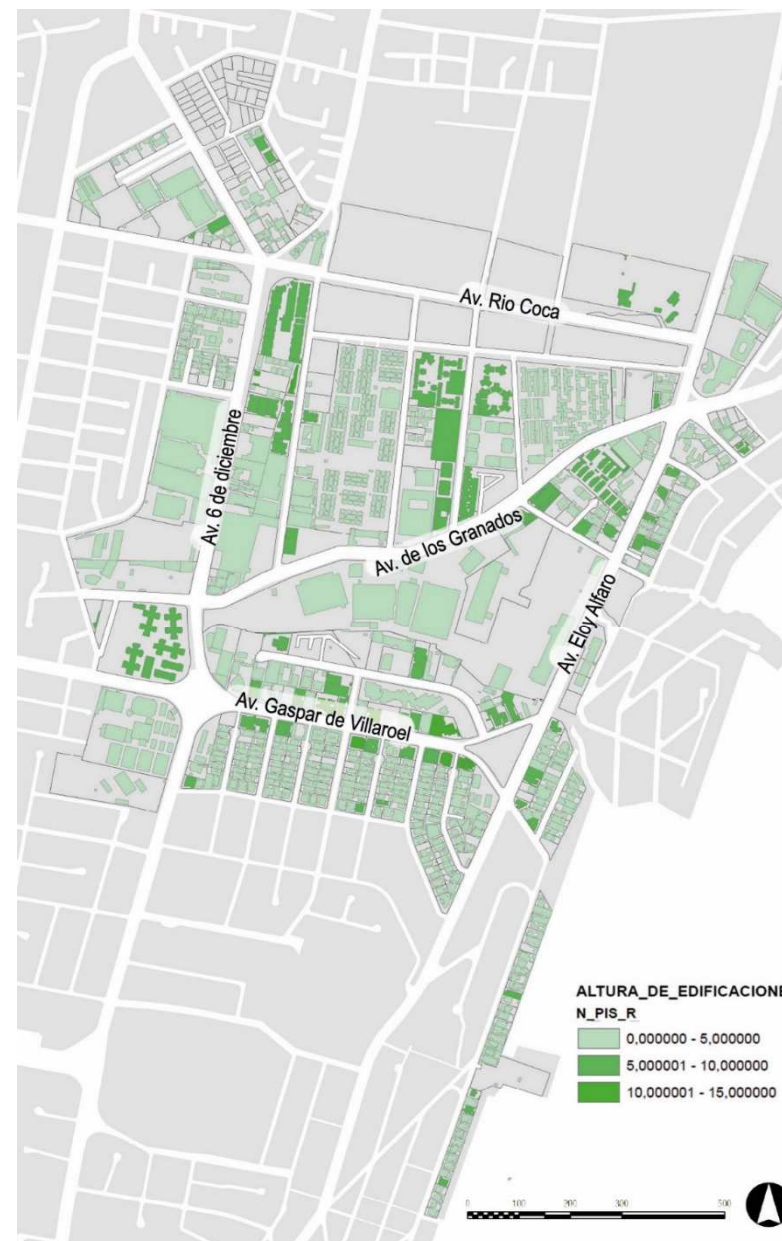 Av. Rio Coca
Av. 6 de diciembre
Av. de los Granados
Av. Eloy Alfaro
Av. Gaspar de Villaroel
ALTURA_DE_EDIFICACIONE
N_PIS_R
0,000000 - 5,000000
5,000001 - 10,000000
10,000001 - 15,000000
0 100 200 300 500